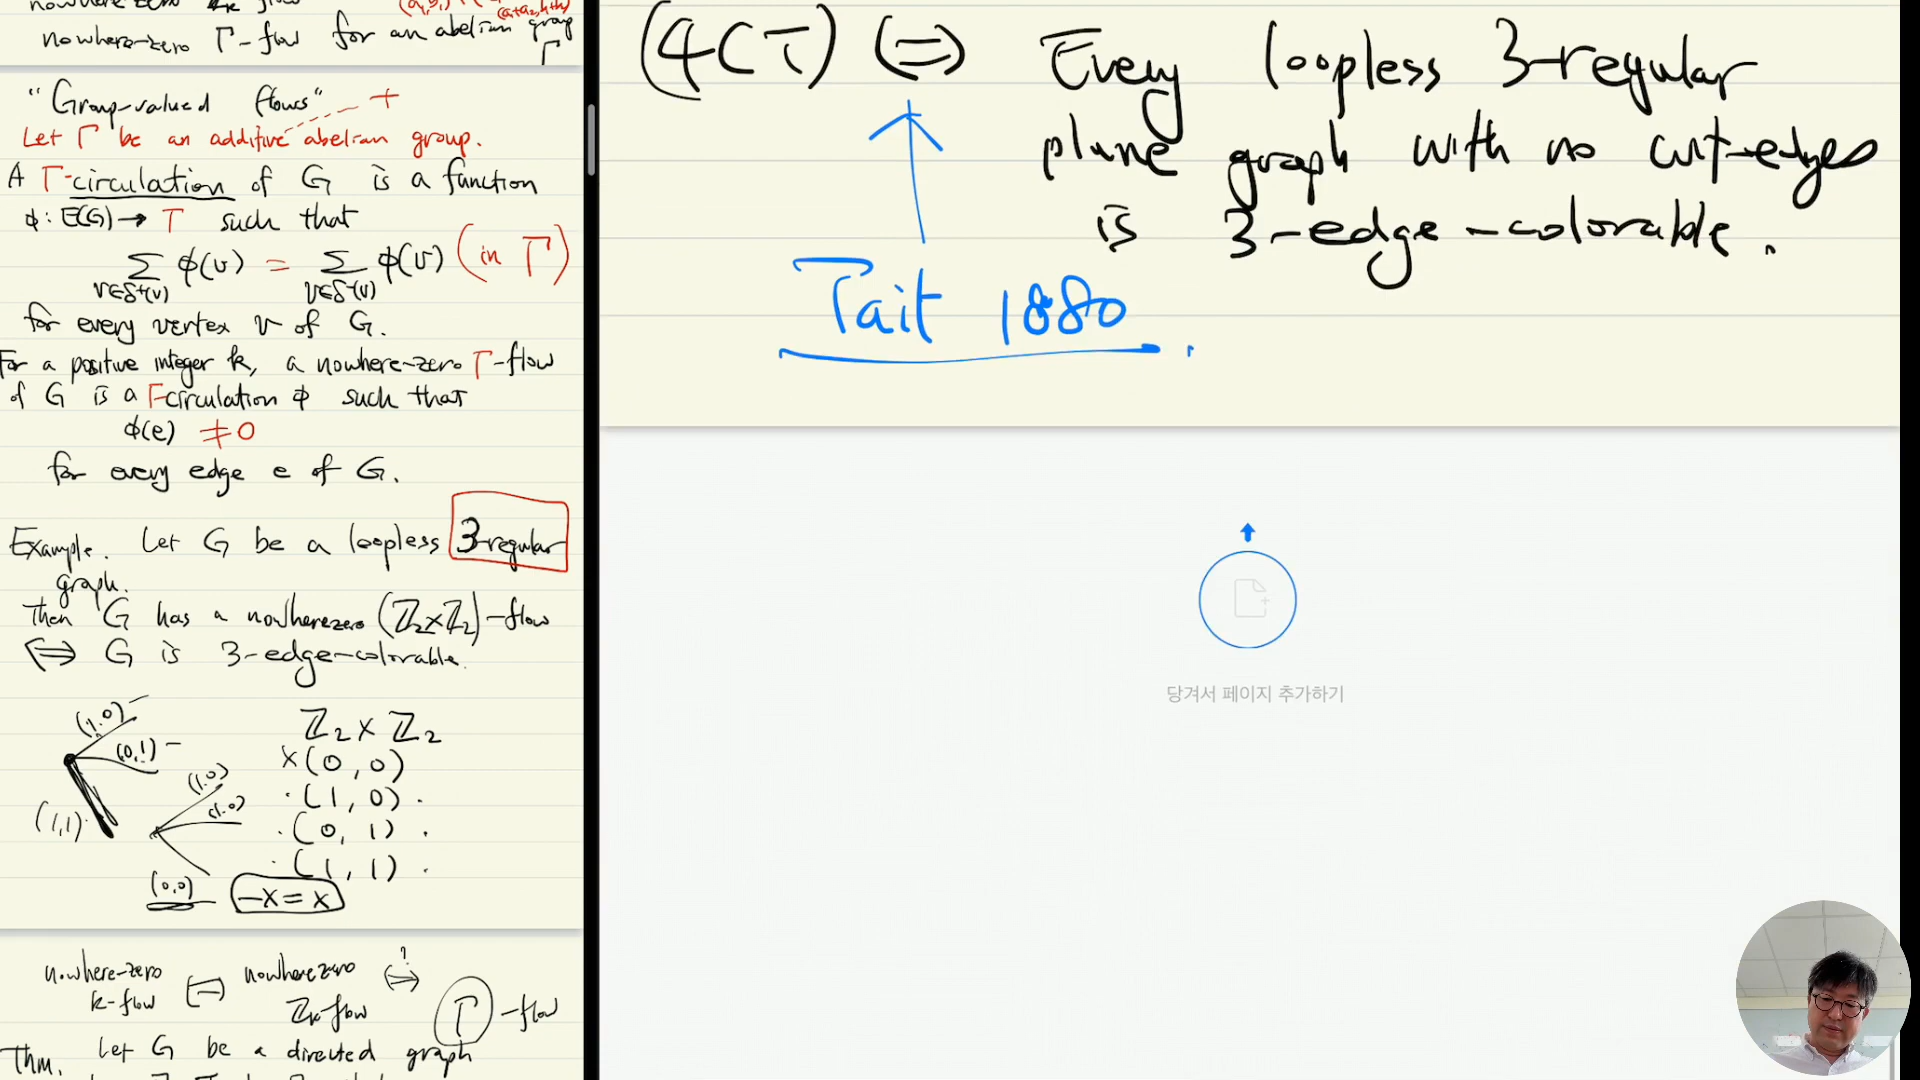 nowhere-zero Γ-flow for an abelian group
Γ
"Group-valued flows" +
Let Γ be an additive abelian group.
A Γ-circulation of G is a function
φ: E(G) → Γ such that
Σ φ(v) = Σ φ(v) (in Γ)
v∈δ⁺(v) v∈δ⁻(v)
for every vertex v of G.
For a positive integer k, a nowhere-zero Γ-flow
of G is a Γ-circulation φ such that
φ(e) ≠ 0
for every edge e of G.
Example. Let G be a loopless 3-regular
graph.
Then G has a nowherezero (ℤ₂×ℤ₂)-flow
⟺ G is 3-edge-colorable.
(1,0)
(0,1)
(1,1)
(1,0)
(1,0)
(0,0)
ℤ₂ × ℤ₂
×(0,0)
·(1,0)·
·(0,1)·
·(1,1)·
-x=x
nowhere-zero ⟺ nowherezero ⟺? Γ-flow
k-flow ℤk-flow
Thm. Let G be a directed graph
(4CT) ⟺ Every loopless 3-regular
plane graph with no cut-edges
is 3-edge-colorable.
Tait 1880.
당겨서 페이지 추가하기